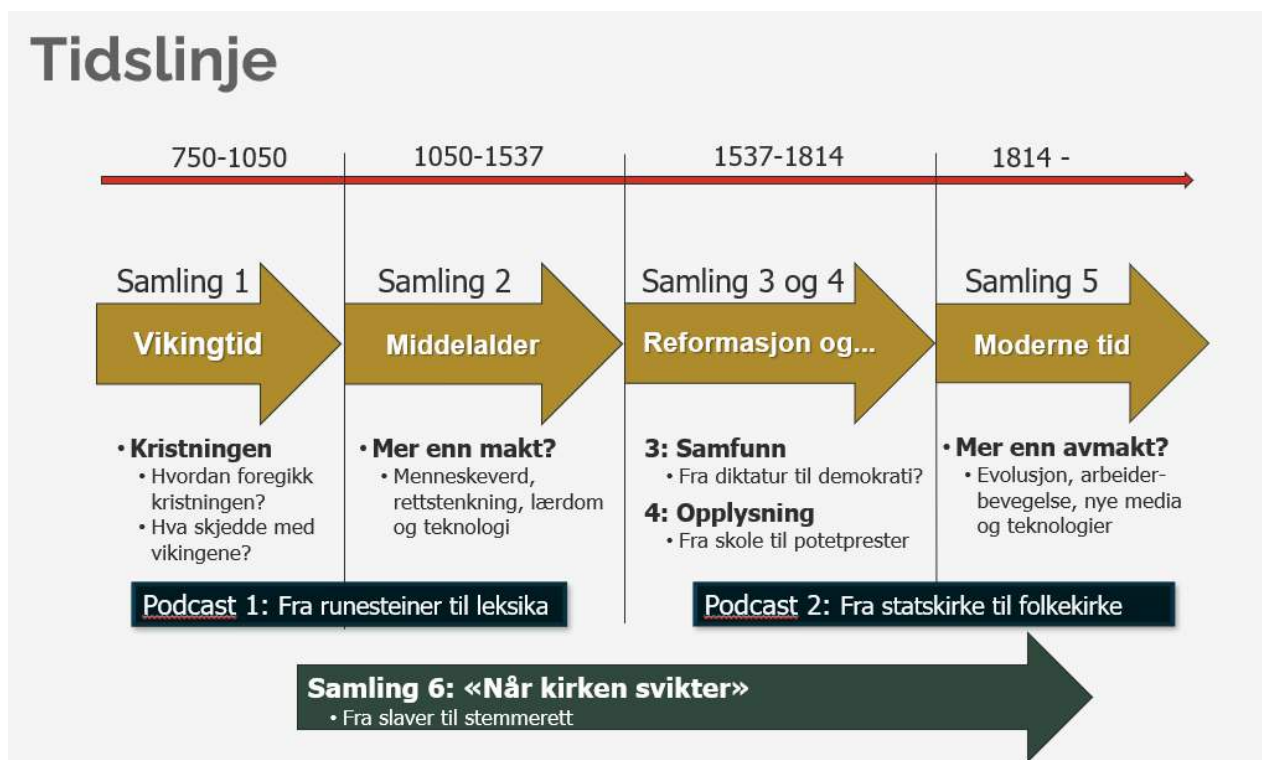 Tidslinje
750-1050
1050-1537
1537-1814
1814 -
Samling 1
Vikingtid
Samling 2
Middelalder
Samling 3 og 4
Reformasjon og...
Samling 5
Moderne tid
• Kristningen
• Hvordan foregikk
kristningen?
• Hva skjedde med
vikingene?
• Mer enn makt?
• Menneskeverd,
rettstenkning, lærdom
og teknologi
3: Samfunn
• Fra diktatur til demokrati?
4: Opplysning
• Fra skole til potetprester
• Mer enn avmakt?
• Evolusjon, arbeider-
bevegelse, nye media
og teknologier
Podcast 1: Fra runesteiner til leksika
Podcast 2: Fra statskirke til folkekirke
Samling 6: «Når kirken svikter»
• Fra slaver til stemmerett